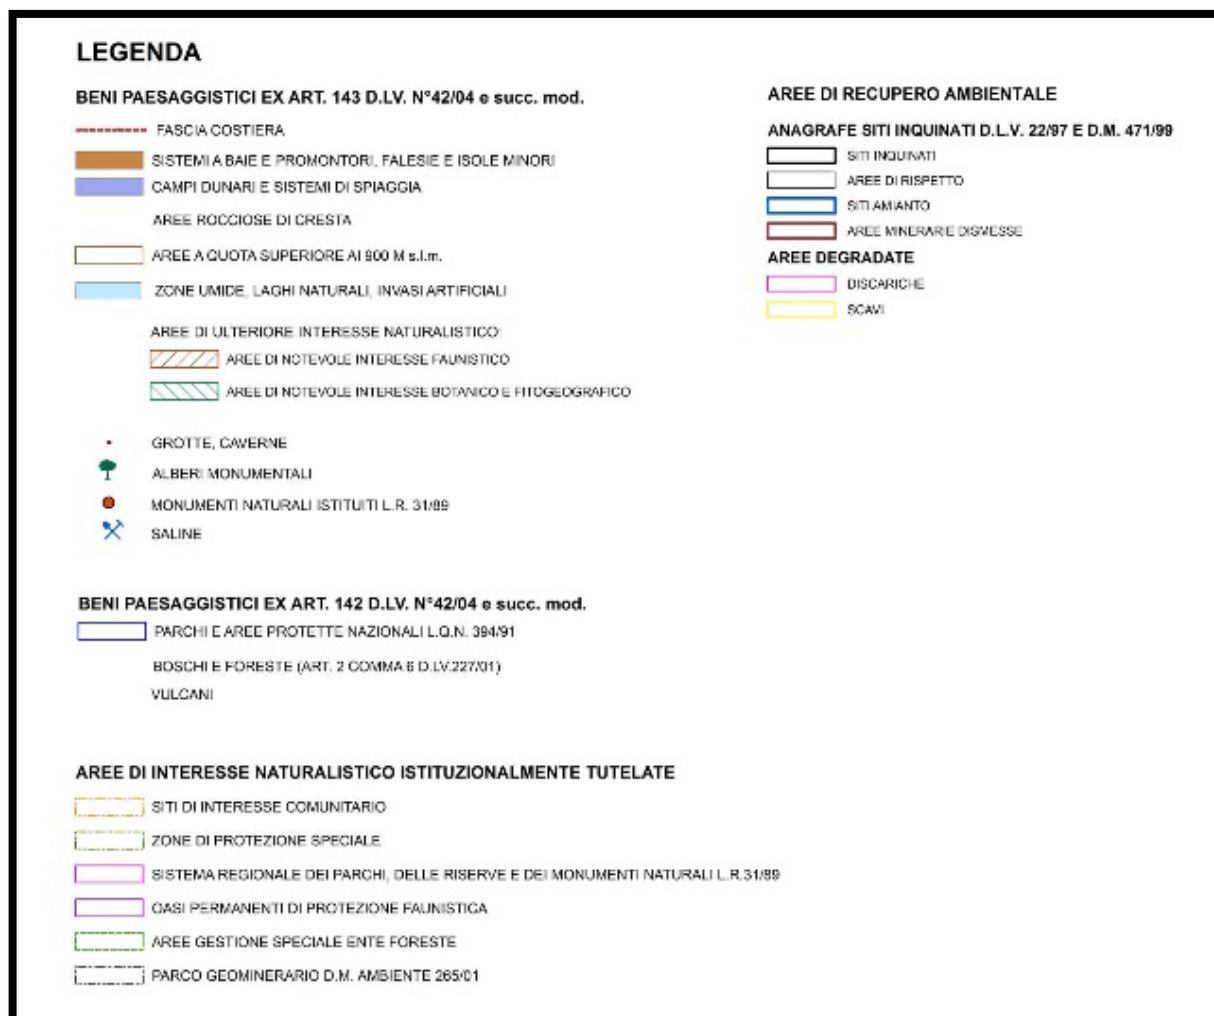 LEGENDA
BENI PAESAGGISTICI EX ART. 143 D.LV. N°42/04 e succ. mod.
FASCIA COSTIERA
SISTEMI A BAIE E PROMONTORI, FALESIE E ISOLE MINORI
CAMPI DUNARI E SISTEMI DI SPIAGGIA
AREE ROCCIOSE DI CRESTA
AREE A QUOTA SUPERIORE AI 900 M s.l.m.
ZONE UMIDE, LAGHI NATURALI, INVASI ARTIFICIALI
AREE DI ULTERIORE INTERESSE NATURALISTICO:
AREE DI NOTEVOLE INTERESSE FAUNISTICO
AREE DI NOTEVOLE INTERESSE BOTANICO E FITOGEOGRAFICO
GROTTE, CAVERNE
ALBERI MONUMENTALI
MONUMENTI NATURALI ISTITUITI L.R. 31/89
SALINE
BENI PAESAGGISTICI EX ART. 142 D.LV. N°42/04 e succ. mod.
PARCHI E AREE PROTETTE NAZIONALI L.Q.N. 394/91
BOSCHI E FORESTE (ART. 2 COMMA 6 D.LV.227/01)
VULCANI
AREE DI INTERESSE NATURALISTICO ISTITUZIONALMENTE TUTELATE
SITI DI INTERESSE COMUNITARIO
ZONE DI PROTEZIONE SPECIALE
SISTEMA REGIONALE DEI PARCHI, DELLE RISERVE E DEI MONUMENTI NATURALI L.R.31/89
OASI PERMANENTI DI PROTEZIONE FAUNISTICA
AREE GESTIONE SPECIALE ENTE FORESTE
PARCO GEOMINERARIO D.M. AMBIENTE 265/01
AREE DI RECUPERO AMBIENTALE
ANAGRAFE SITI INQUINATI D.L.V. 22/97 E D.M. 471/99
SITI INQUINATI
AREE DI RISPETTO
SITI AMIANTO
AREE MINERARIE DISMESSE
AREE DEGRADATE
DISCARICHE
SCAVI